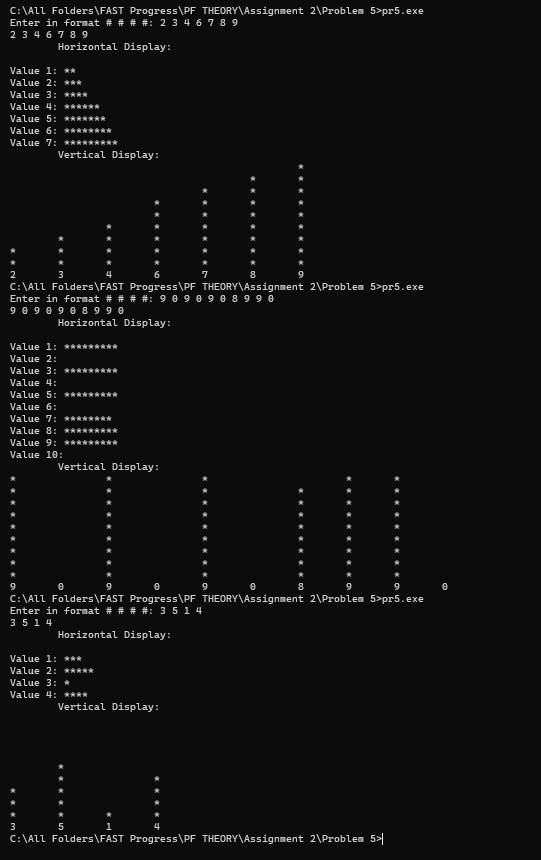 C:\All Folders\FAST Progress\PF THEORY\Assignment 2\Problem 5>pr5.exe
Enter in format # # # #: 2 3 4 6 7 8 9
2 3 4 6 7 8 9
        Horizontal Display:
Value 1: **
Value 2: ***
Value 3: ****
Value 4: ******
Value 5: *******
Value 6: ********
Value 7: *********
        Vertical Display:
                                                *
                                        *       *
                                *       *       *
                        *       *       *       *
                        *       *       *       *
                *       *       *       *       *
        *       *       *       *       *       *
*       *       *       *       *       *       *
*       *       *       *       *       *       *
2       3       4       6       7       8       9
C:\All Folders\FAST Progress\PF THEORY\Assignment 2\Problem 5>pr5.exe
Enter in format # # # #: 9 0 9 0 9 0 8 9 9 0
9 0 9 0 9 0 8 9 9 0
        Horizontal Display:
Value 1: *********
Value 2:
Value 3: *********
Value 4:
Value 5: *********
Value 6:
Value 7: ********
Value 8: *********
Value 9: *********
Value 10:
        Vertical Display:
*               *               *                       *       *
*               *               *               *       *       *
*               *               *               *       *       *
*               *               *               *       *       *
*               *               *               *       *       *
*               *               *               *       *       *
*               *               *               *       *       *
*               *               *               *       *       *
*               *               *               *       *       *
9       0       9       0       9       0       8       9       9       0
C:\All Folders\FAST Progress\PF THEORY\Assignment 2\Problem 5>pr5.exe
Enter in format # # # #: 3 5 1 4
3 5 1 4
        Horizontal Display:
Value 1: ***
Value 2: *****
Value 3: *
Value 4: ****
        Vertical Display:
        *
        *               *
*       *               *
*       *               *
*       *       *       *
3       5       1       4
C:\All Folders\FAST Progress\PF THEORY\Assignment 2\Problem 5>